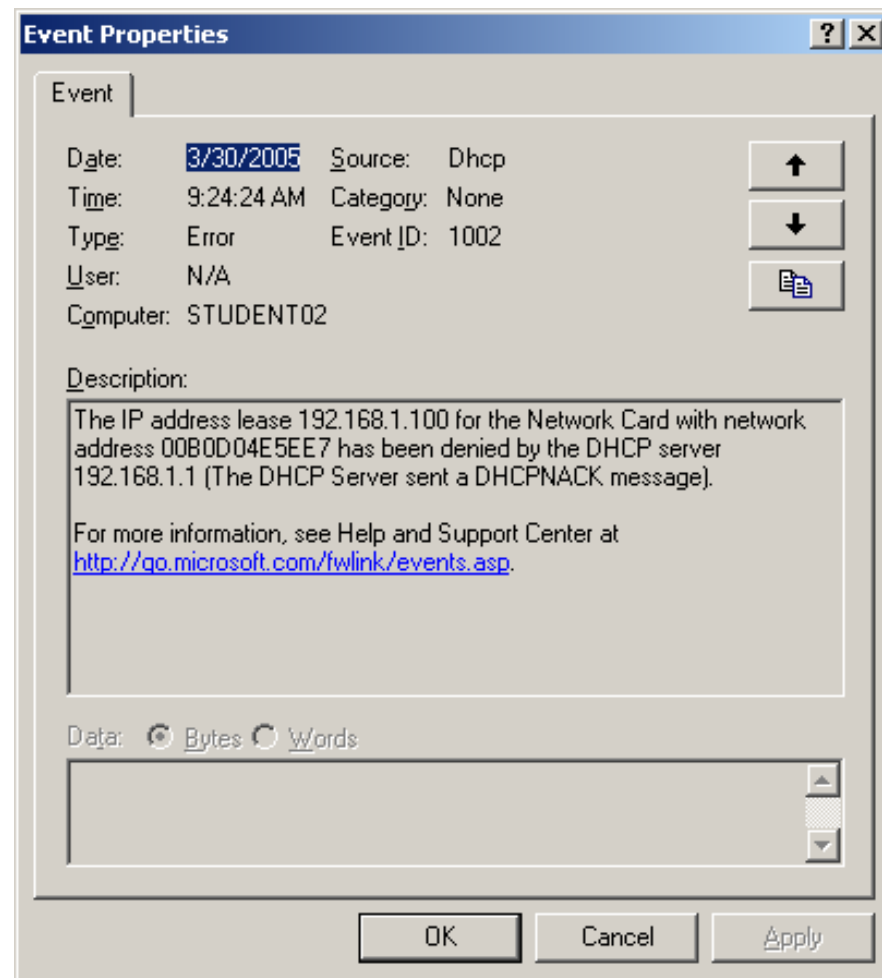 Event Properties
Event
Date: 3/30/2005 Source: Dhcp
Time: 9:24:24 AM Category: None
Type: Error Event ID: 1002
User: N/A
Computer: STUDENT02
Description:
The IP address lease 192.168.1.100 for the Network Card with network
address 00B0D04E5EE7 has been denied by the DHCP server
192.168.1.1 (The DHCP Server sent a DHCPNACK message).
For more information, see Help and Support Center at
http://go.microsoft.com/fwlink/events.asp.
Data: Bytes Words
OK Cancel Apply